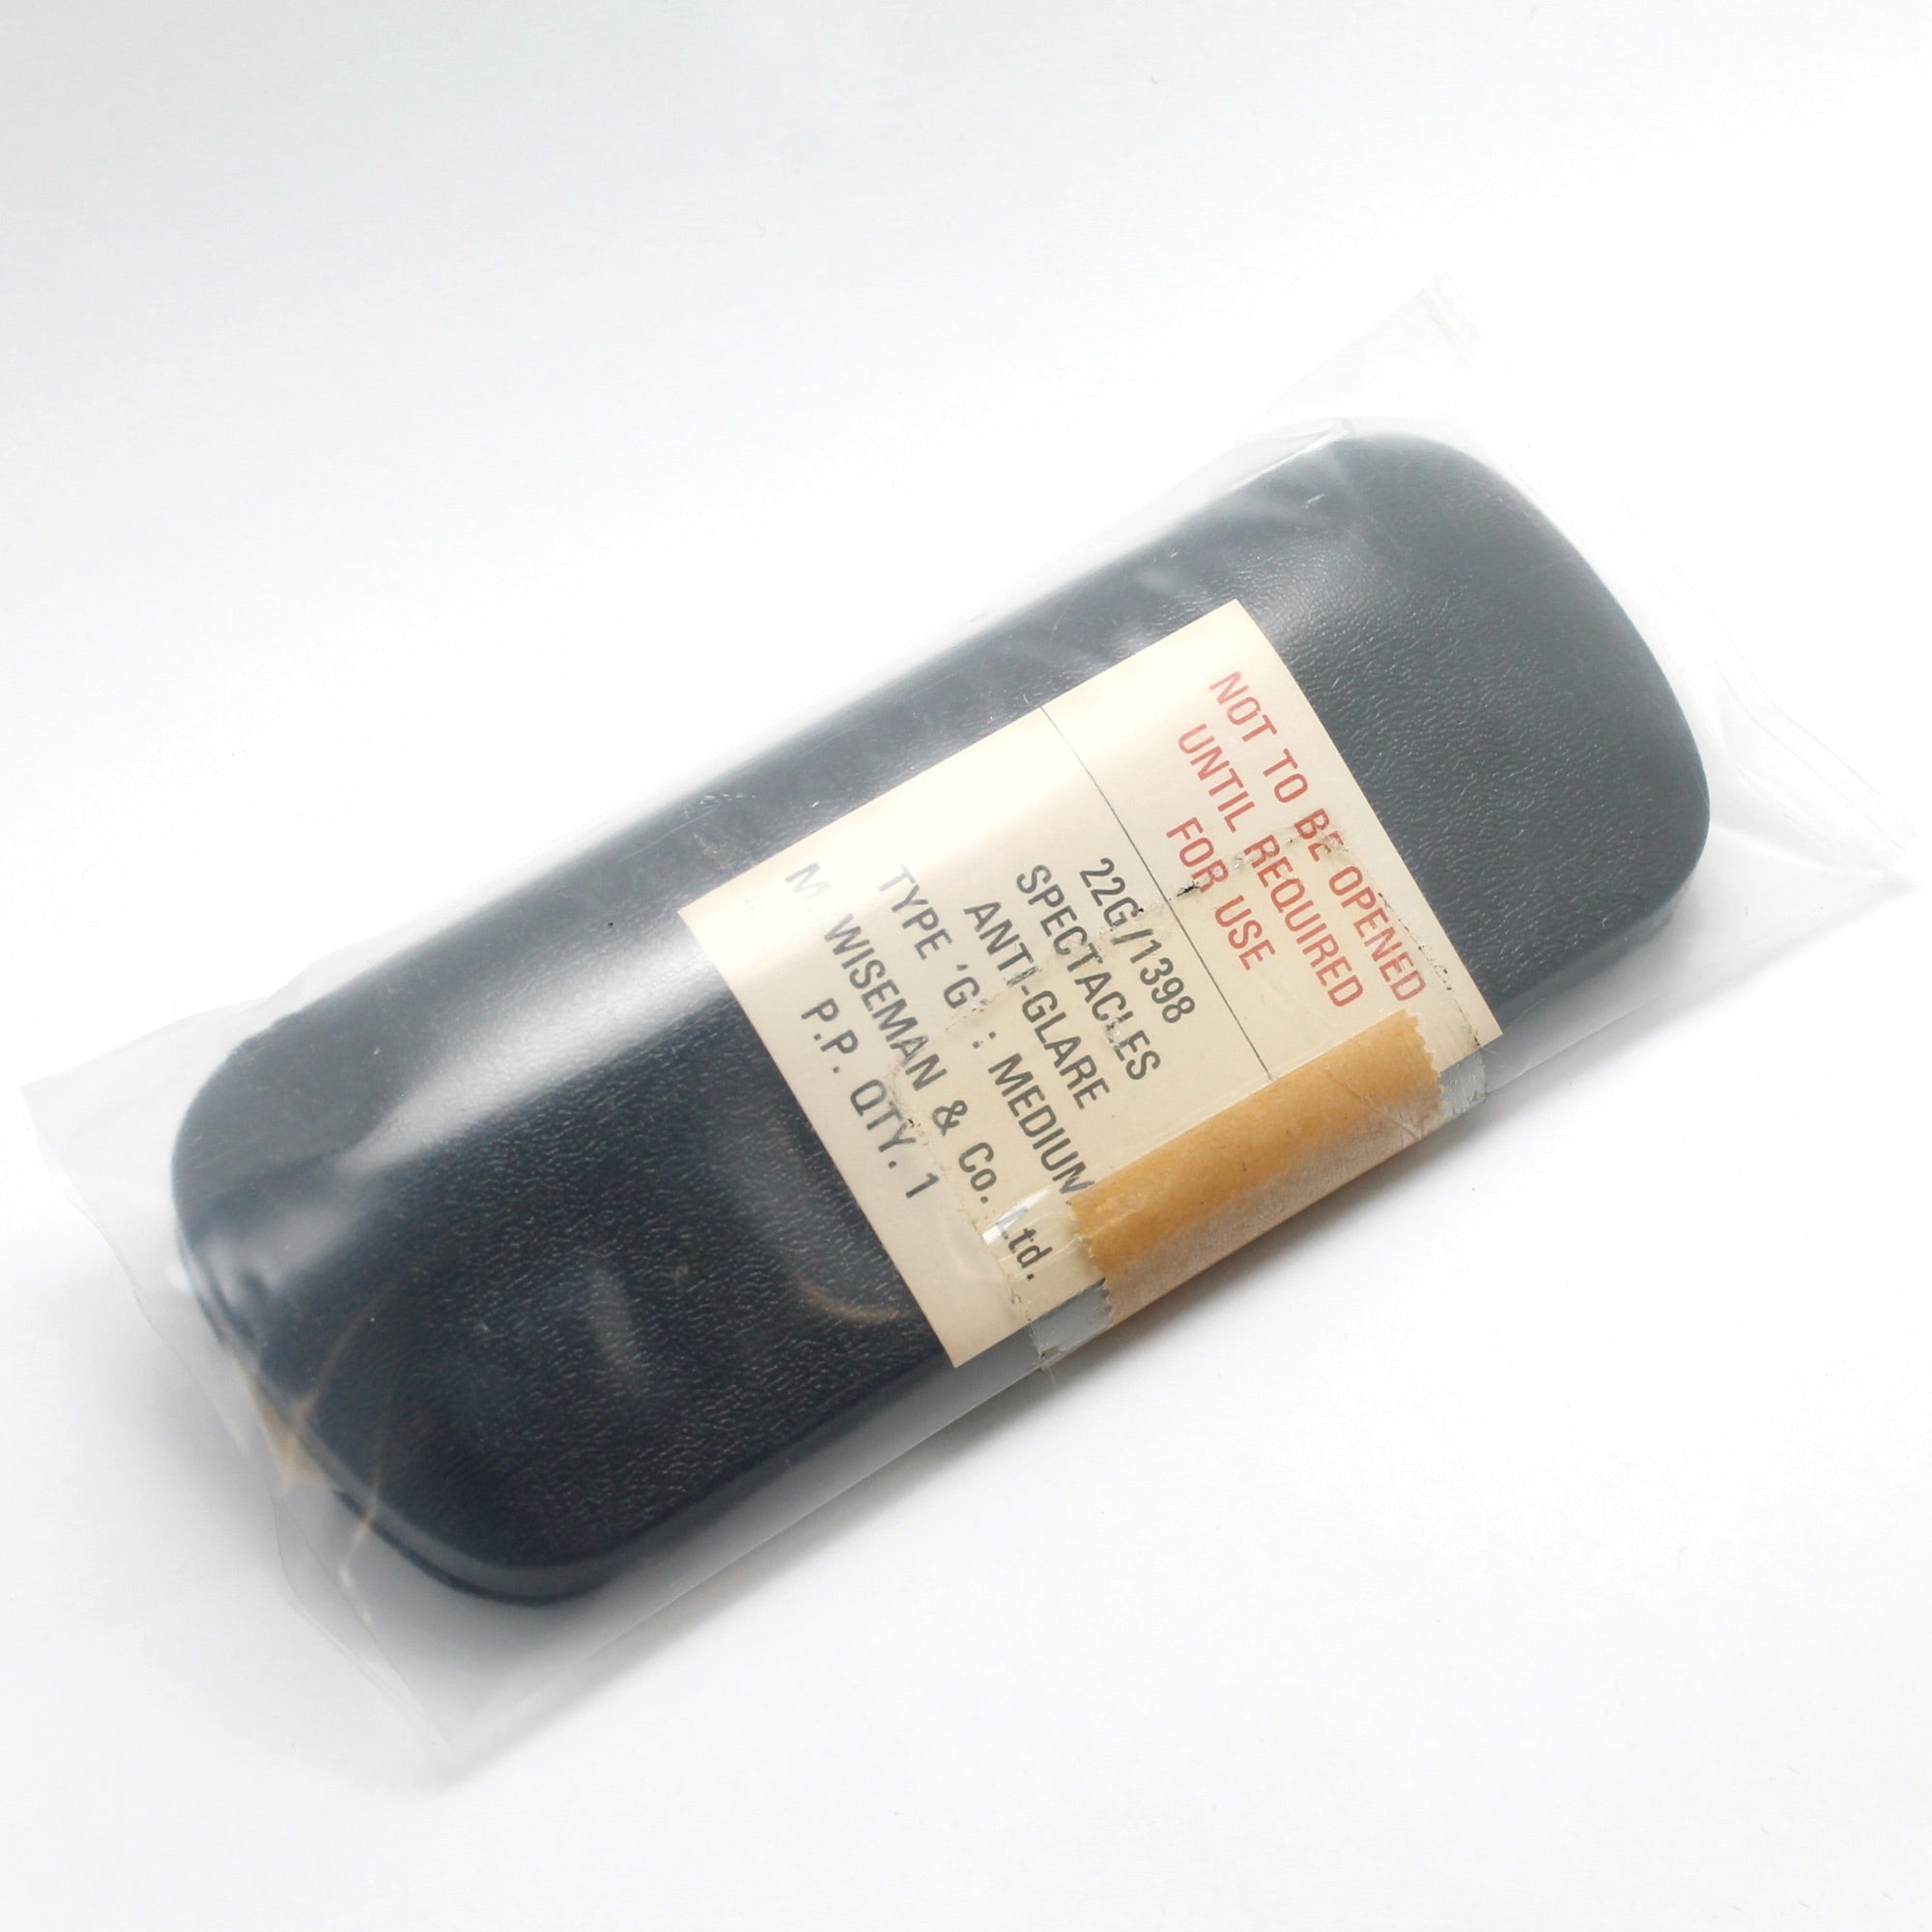 NOT TO BE OPENED
UNTIL REQUIRED
FOR USE
22G/1398
SPECTACLES
ANTI-GLARE
TYPE 'G' : MEDIUM
M. WISEMAN & Co. Ltd.
P.P. QTY. 1